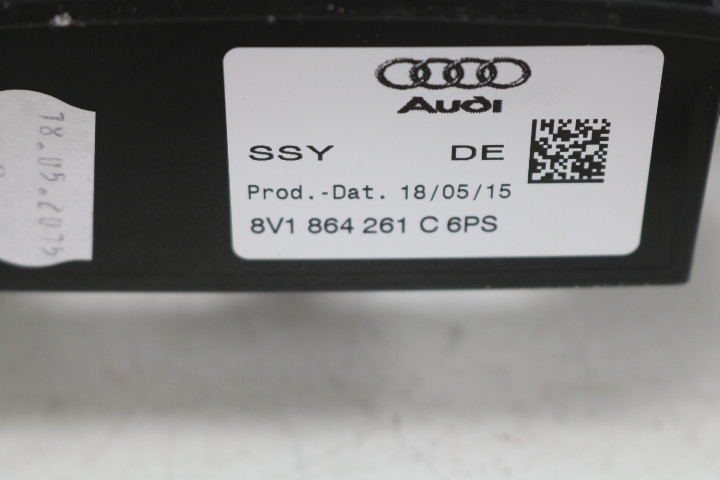 Audi
SSY DE
Prod.-Dat. 18/05/15
8V1 864 261 C 6PS